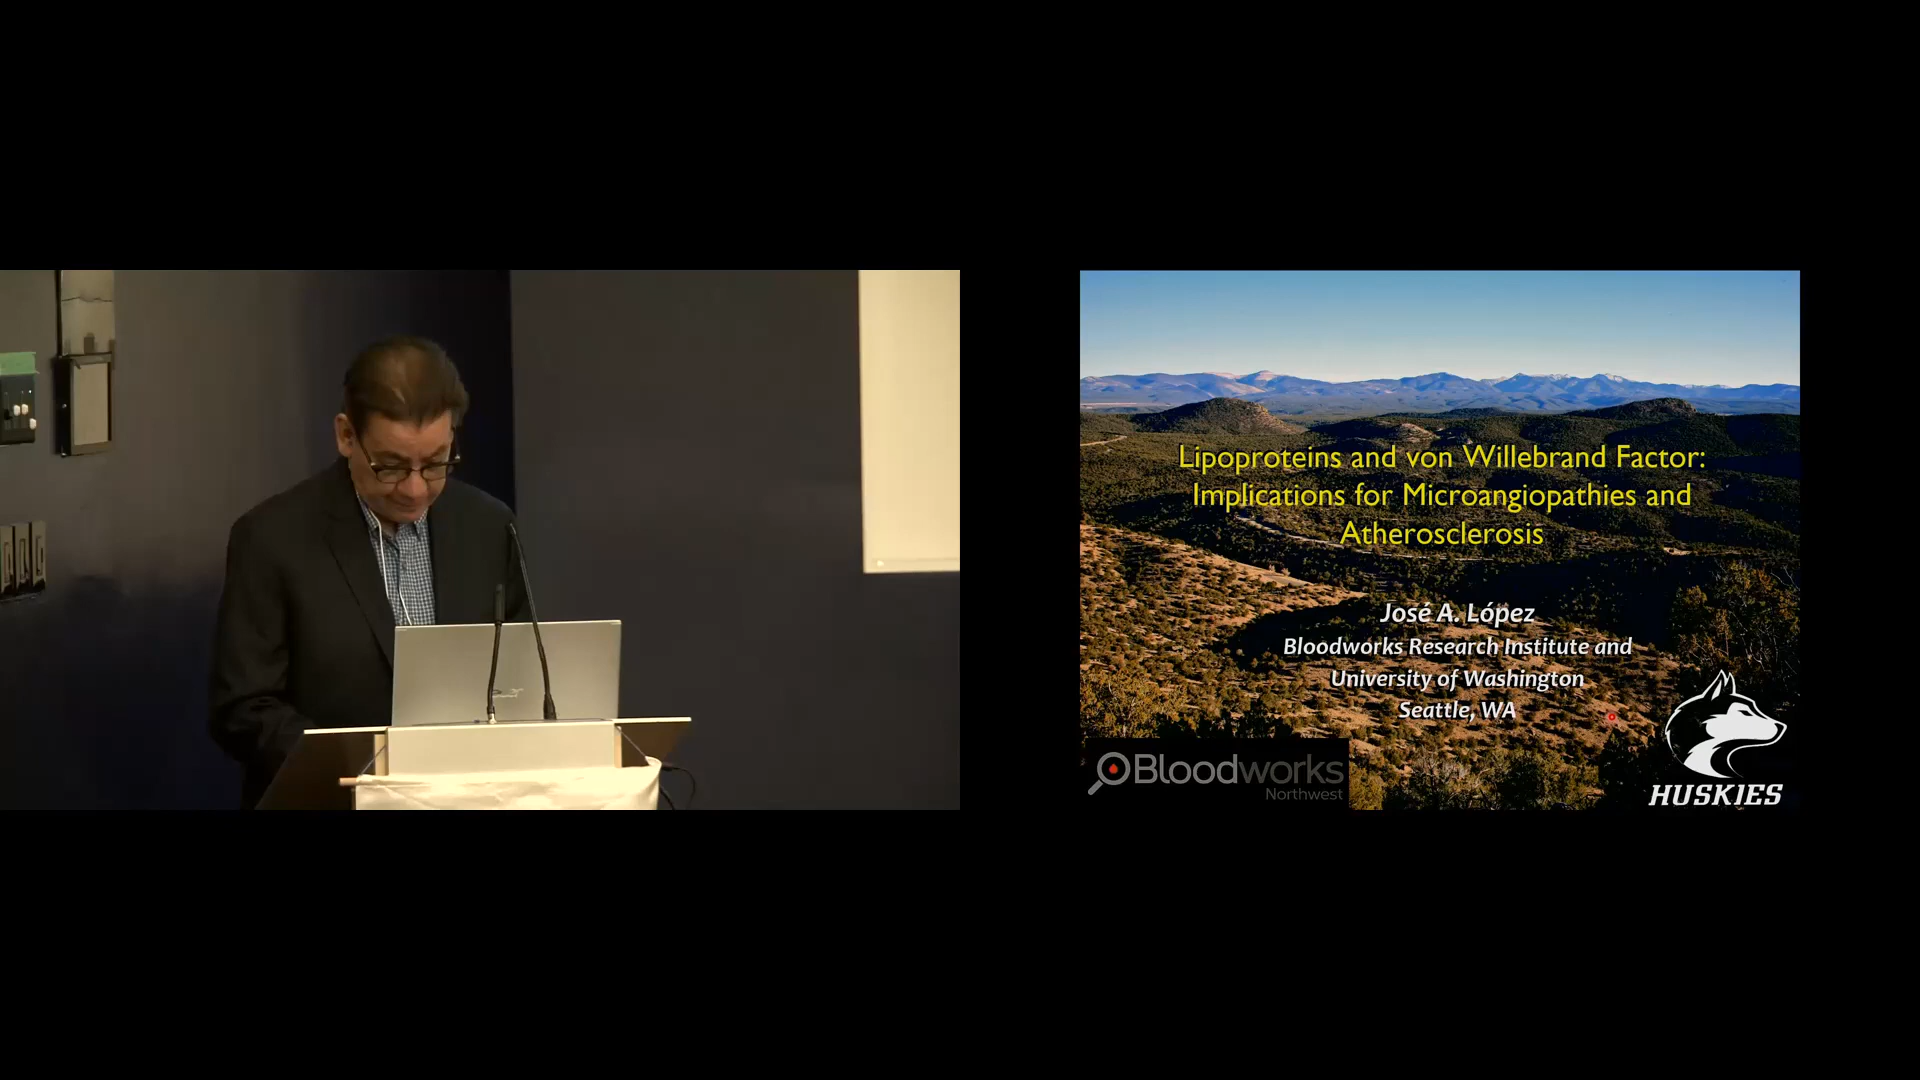 Lipoproteins and von Willebrand Factor:
Implications for Microangiopathies and
Atherosclerosis
José A. López
Bloodworks Research Institute and
University of Washington
Seattle, WA
Bloodworks
Northwest
HUSKIES